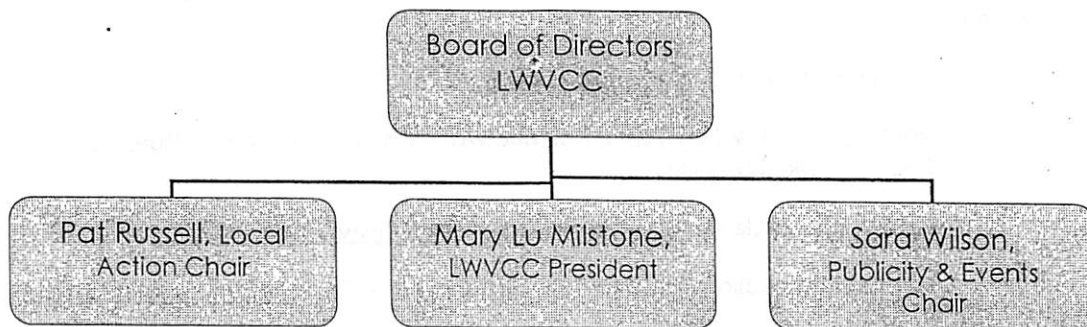 Board of Directors
LWVCC
Pat Russell, Local
Action Chair
Mary Lu Milstone,
LWVCC President
Sara Wilson,
Publicity & Events
Chair